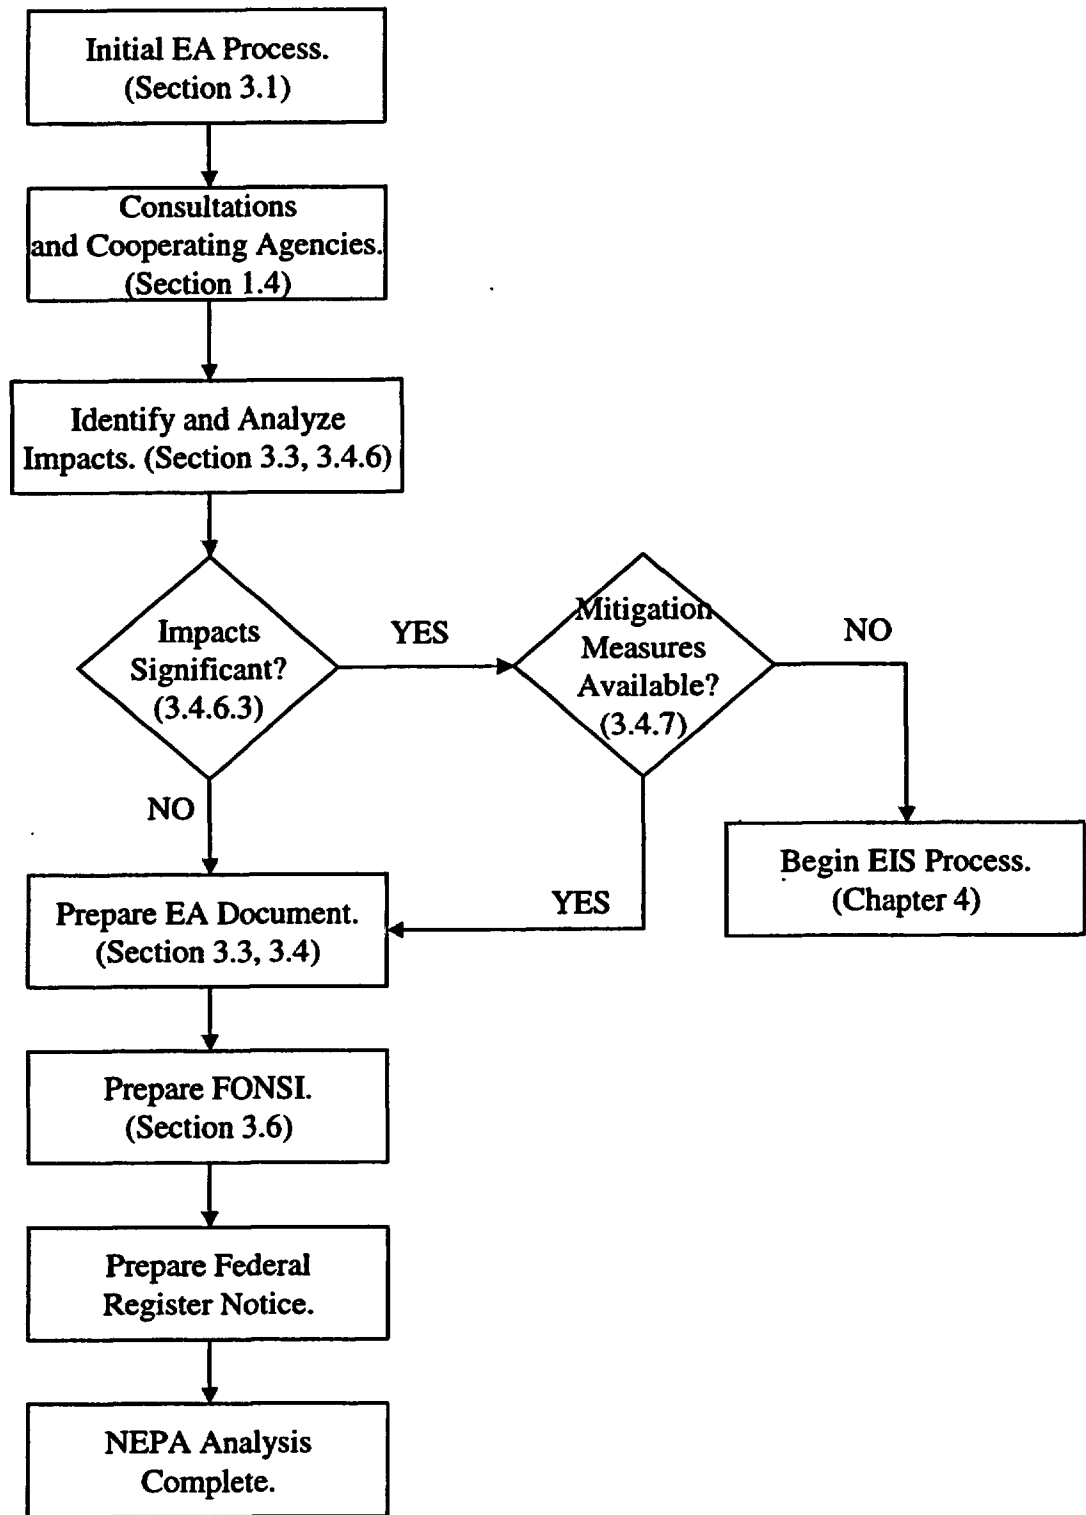 Initial EA Process.
(Section 3.1)
Consultations
and Cooperating Agencies.
(Section 1.4)
Identify and Analyze
Impacts. (Section 3.3, 3.4.6)
Impacts
Significant?
(3.4.6.3)
YES
Mitigation
Measures
Available?
(3.4.7)
NO
NO
Begin EIS Process.
(Chapter 4)
YES
Prepare EA Document.
(Section 3.3, 3.4)
Prepare FONSI.
(Section 3.6)
Prepare Federal
Register Notice.
NEPA Analysis
Complete.